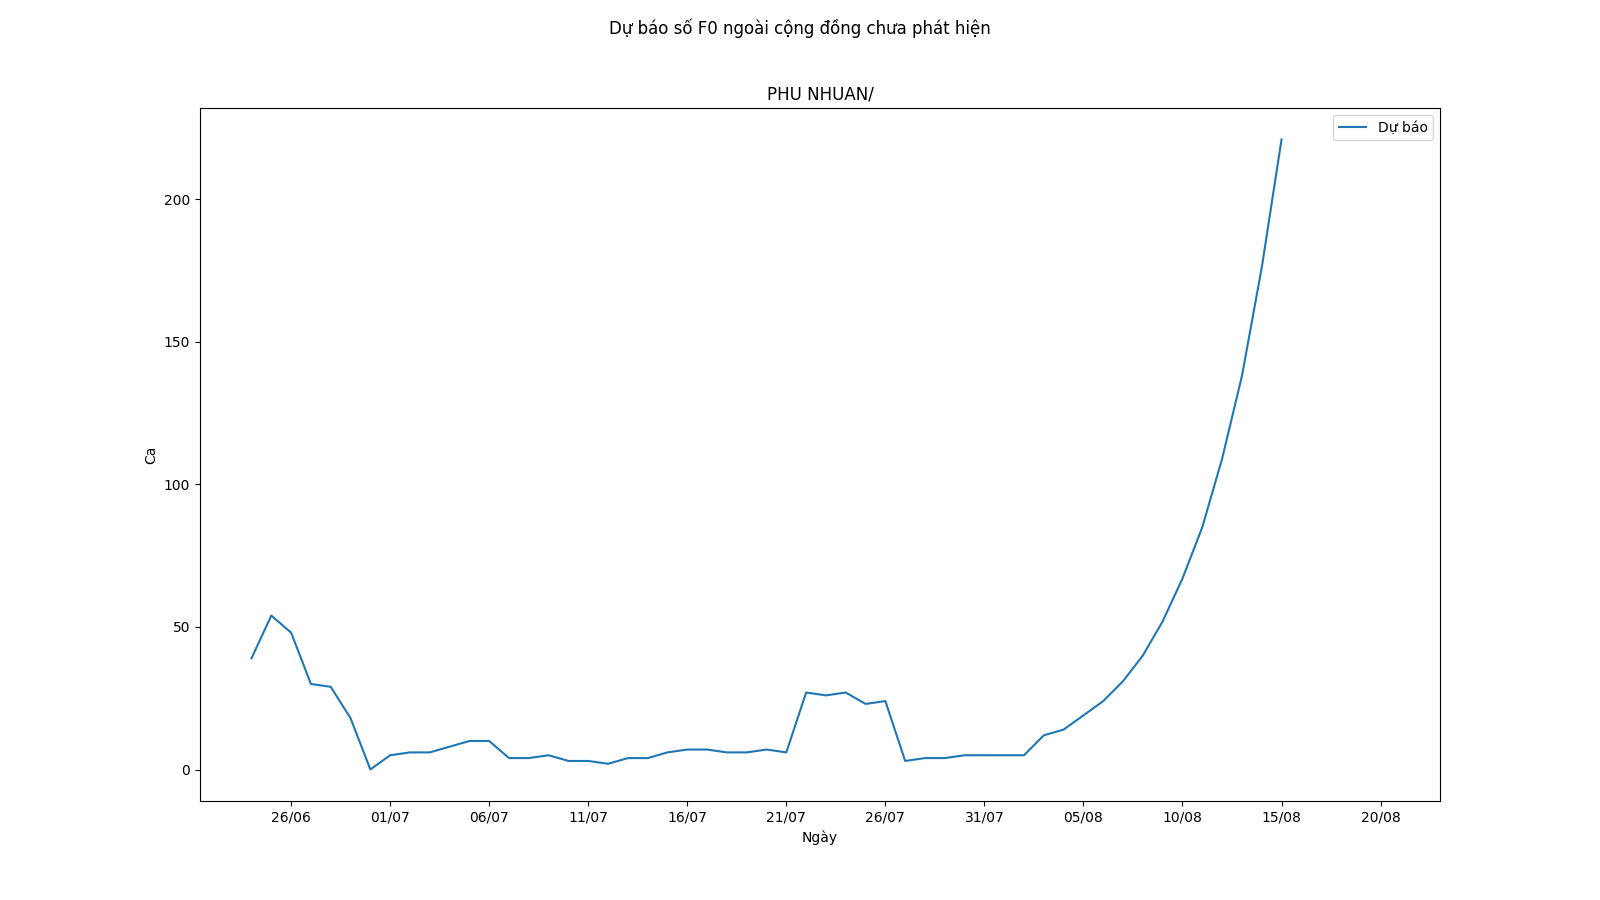 Dự báo số F0 ngoài cộng đồng chưa phát hiện
PHU NHUAN/
Dự báo
200
150
100
50
0
Ca
26/06 01/07 06/07 11/07 16/07 21/07 26/07 31/07 05/08 10/08 15/08 20/08
Ngày